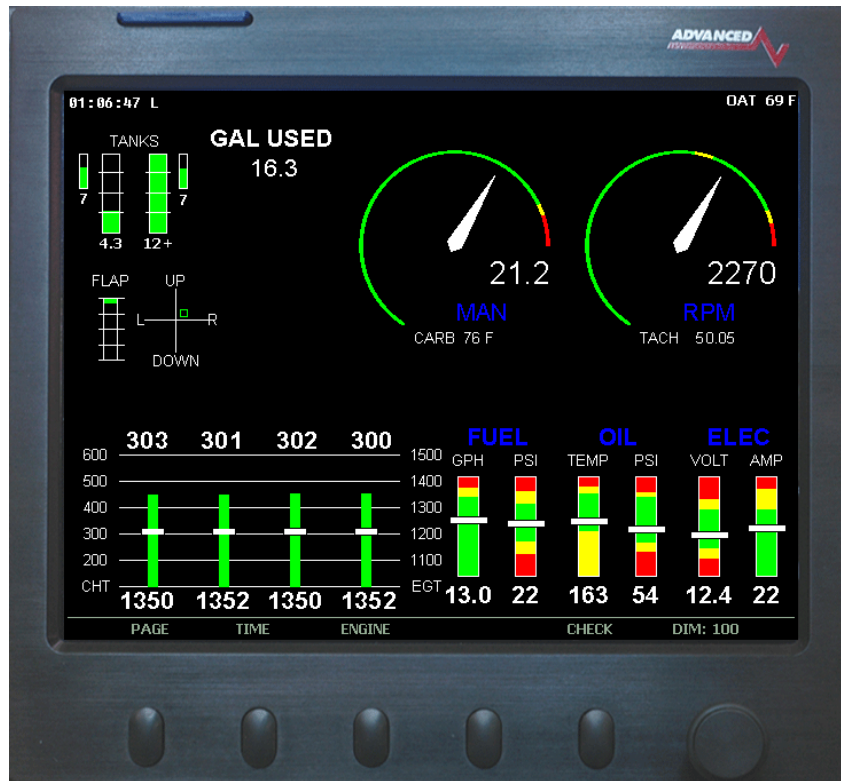 ADVANCED
01:06:47 L
OAT 69 F
TANKS
GAL USED
16.3
7
7
4.3
12+
21.2
2270
MAN
RPM
CARB 76 F
TACH 50.05
FLAP
UP
L
R
DOWN
303 301 302 300
600
500
400
300
200
CHT
1500
1400
1300
1200
1100
EGT
1350 1352 1350 1352
FUEL OIL ELEC
GPH PSI TEMP PSI VOLT AMP
13.0 22 163 54 12.4 22
PAGE TIME ENGINE CHECK DIM: 100